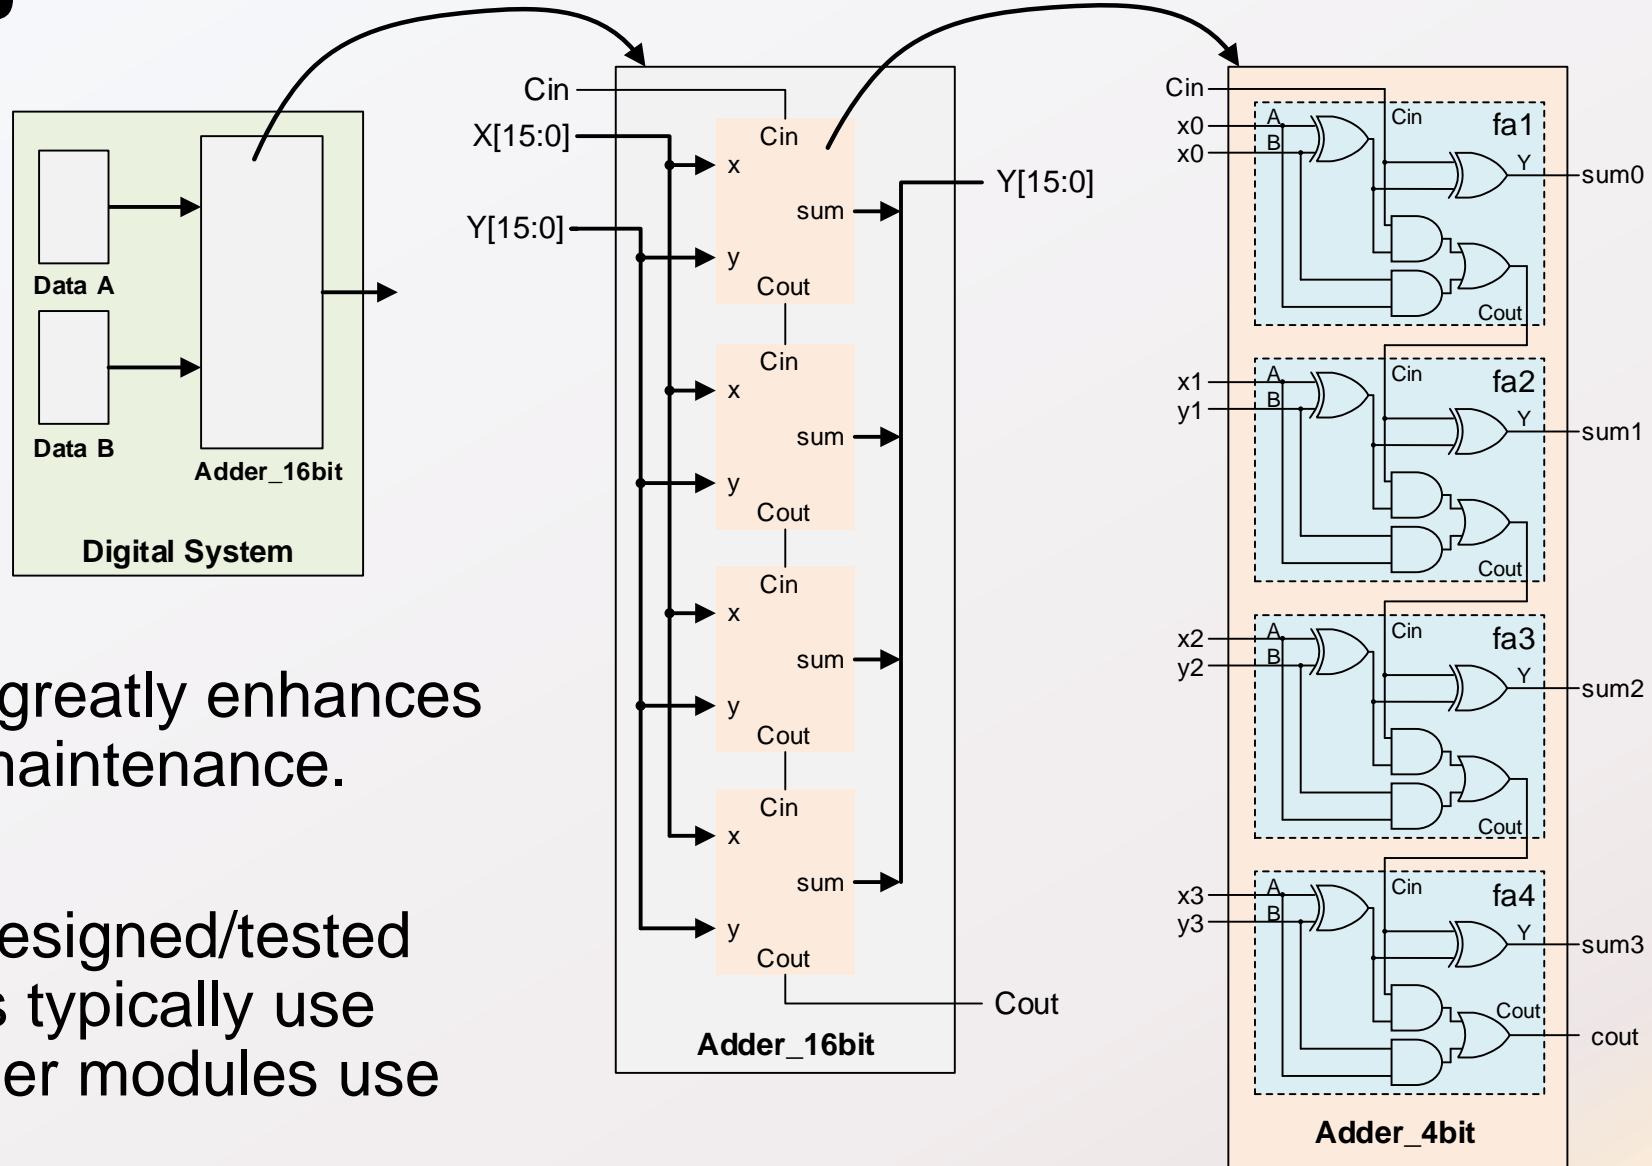 Data A
Data B
Adder_16bit
Digital System
greatly enhances
maintenance.
designed/tested
s typically use
er modules use
Cin
X[15:0]
Y[15:0]
Cin
x
sum
y
Cout
Cin
x
sum
y
Cout
Cin
x
sum
y
Cout
Cin
x
sum
y
Cout
Y[15:0]
Cout
Adder_16bit
Cin
x0
x0
A
B
Cin
fa1
Y
sum0
Cout
x1
y1
A
B
Cin
fa2
Y
sum1
Cout
x2
y2
A
B
Cin
fa3
Y
sum2
Cout
x3
y3
A
B
Cin
fa4
Y
sum3
Cout
cout
Adder_4bit